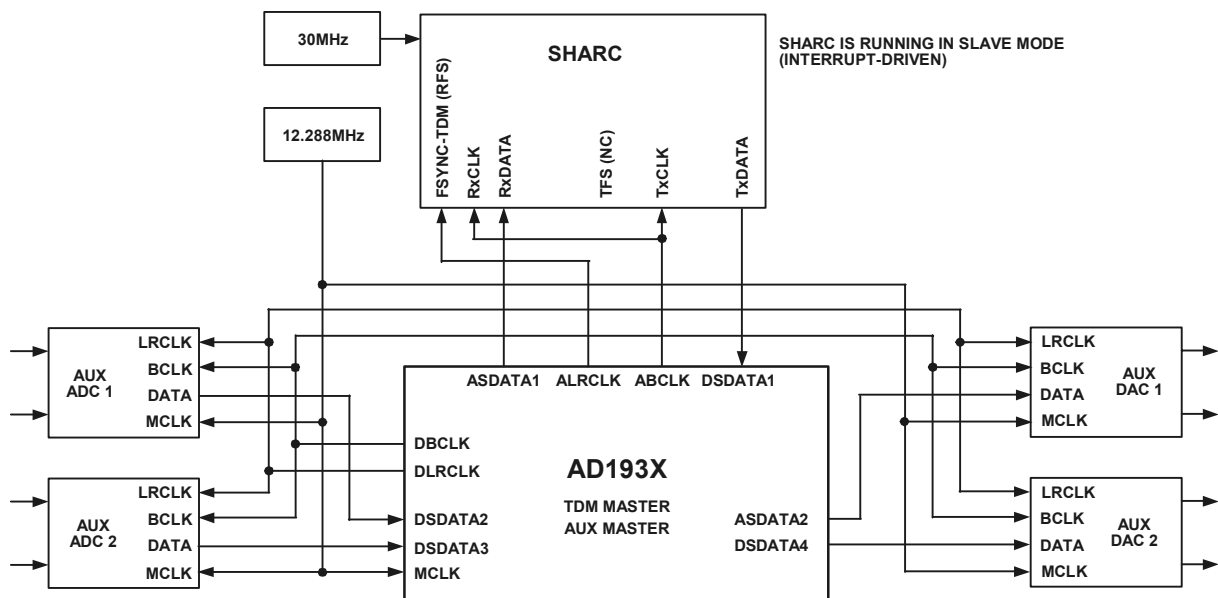 30MHz
SHARC
SHARC IS RUNNING IN SLAVE MODE
(INTERRUPT-DRIVEN)
12.288MHz
FSYNC-TDM (RFS)
RxCLK
RxDATA
TFS (NC)
TxCLK
TxDATA
LRCLK
BCLK
DATA
MCLK
AUX
ADC 1
ASDATA1
ALRCLK
ABCLK
DSDATA1
LRCLK
BCLK
DATA
MCLK
AUX
DAC 1
DBCLK
DLRCLK
AD193X
TDM MASTER
AUX MASTER
DSDATA2
DSDATA3
MCLK
ASDATA2
DSDATA4
LRCLK
BCLK
DATA
MCLK
AUX
ADC 2
LRCLK
BCLK
DATA
MCLK
AUX
DAC 2